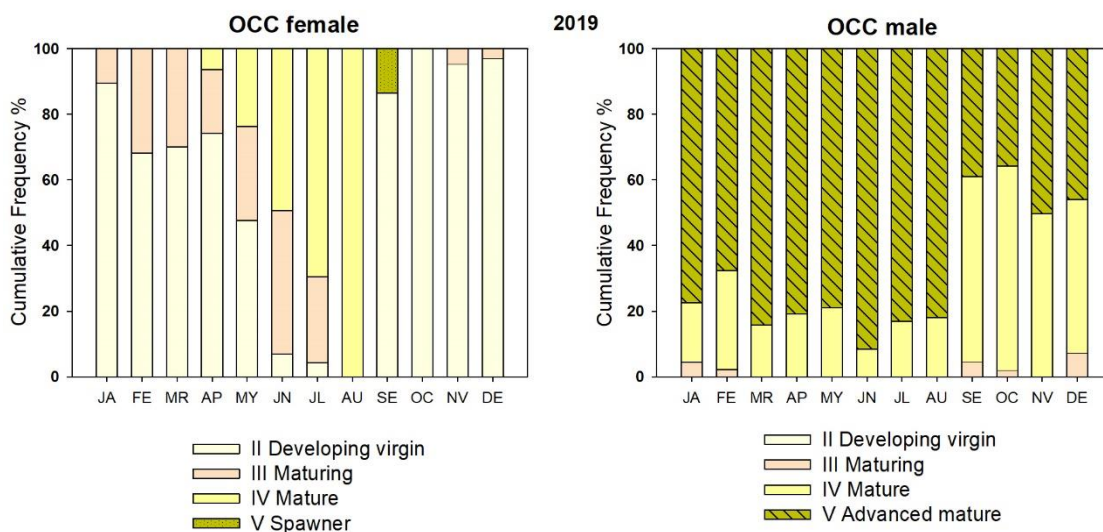 OCC female
2019
OCC male
Cumulative Frequency %
100
80
60
40
20
0
JA FE MR AP MY JN JL AU SE OC NV DE
II Developing virgin
III Maturing
IV Mature
V Spawner
Cumulative Frequency %
100
80
60
40
20
0
JA FE MR AP MY JN JL AU SE OC NV DE
II Developing virgin
III Maturing
IV Mature
V Advanced mature